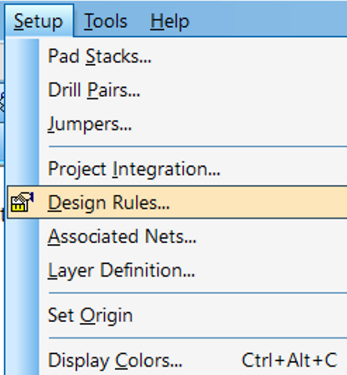 Setup Tools Help
Pad Stacks...
Drill Pairs...
Jumpers...
Project Integration...
Design Rules...
Associated Nets...
Layer Definition...
Set Origin
Display Colors... Ctrl+Alt+C